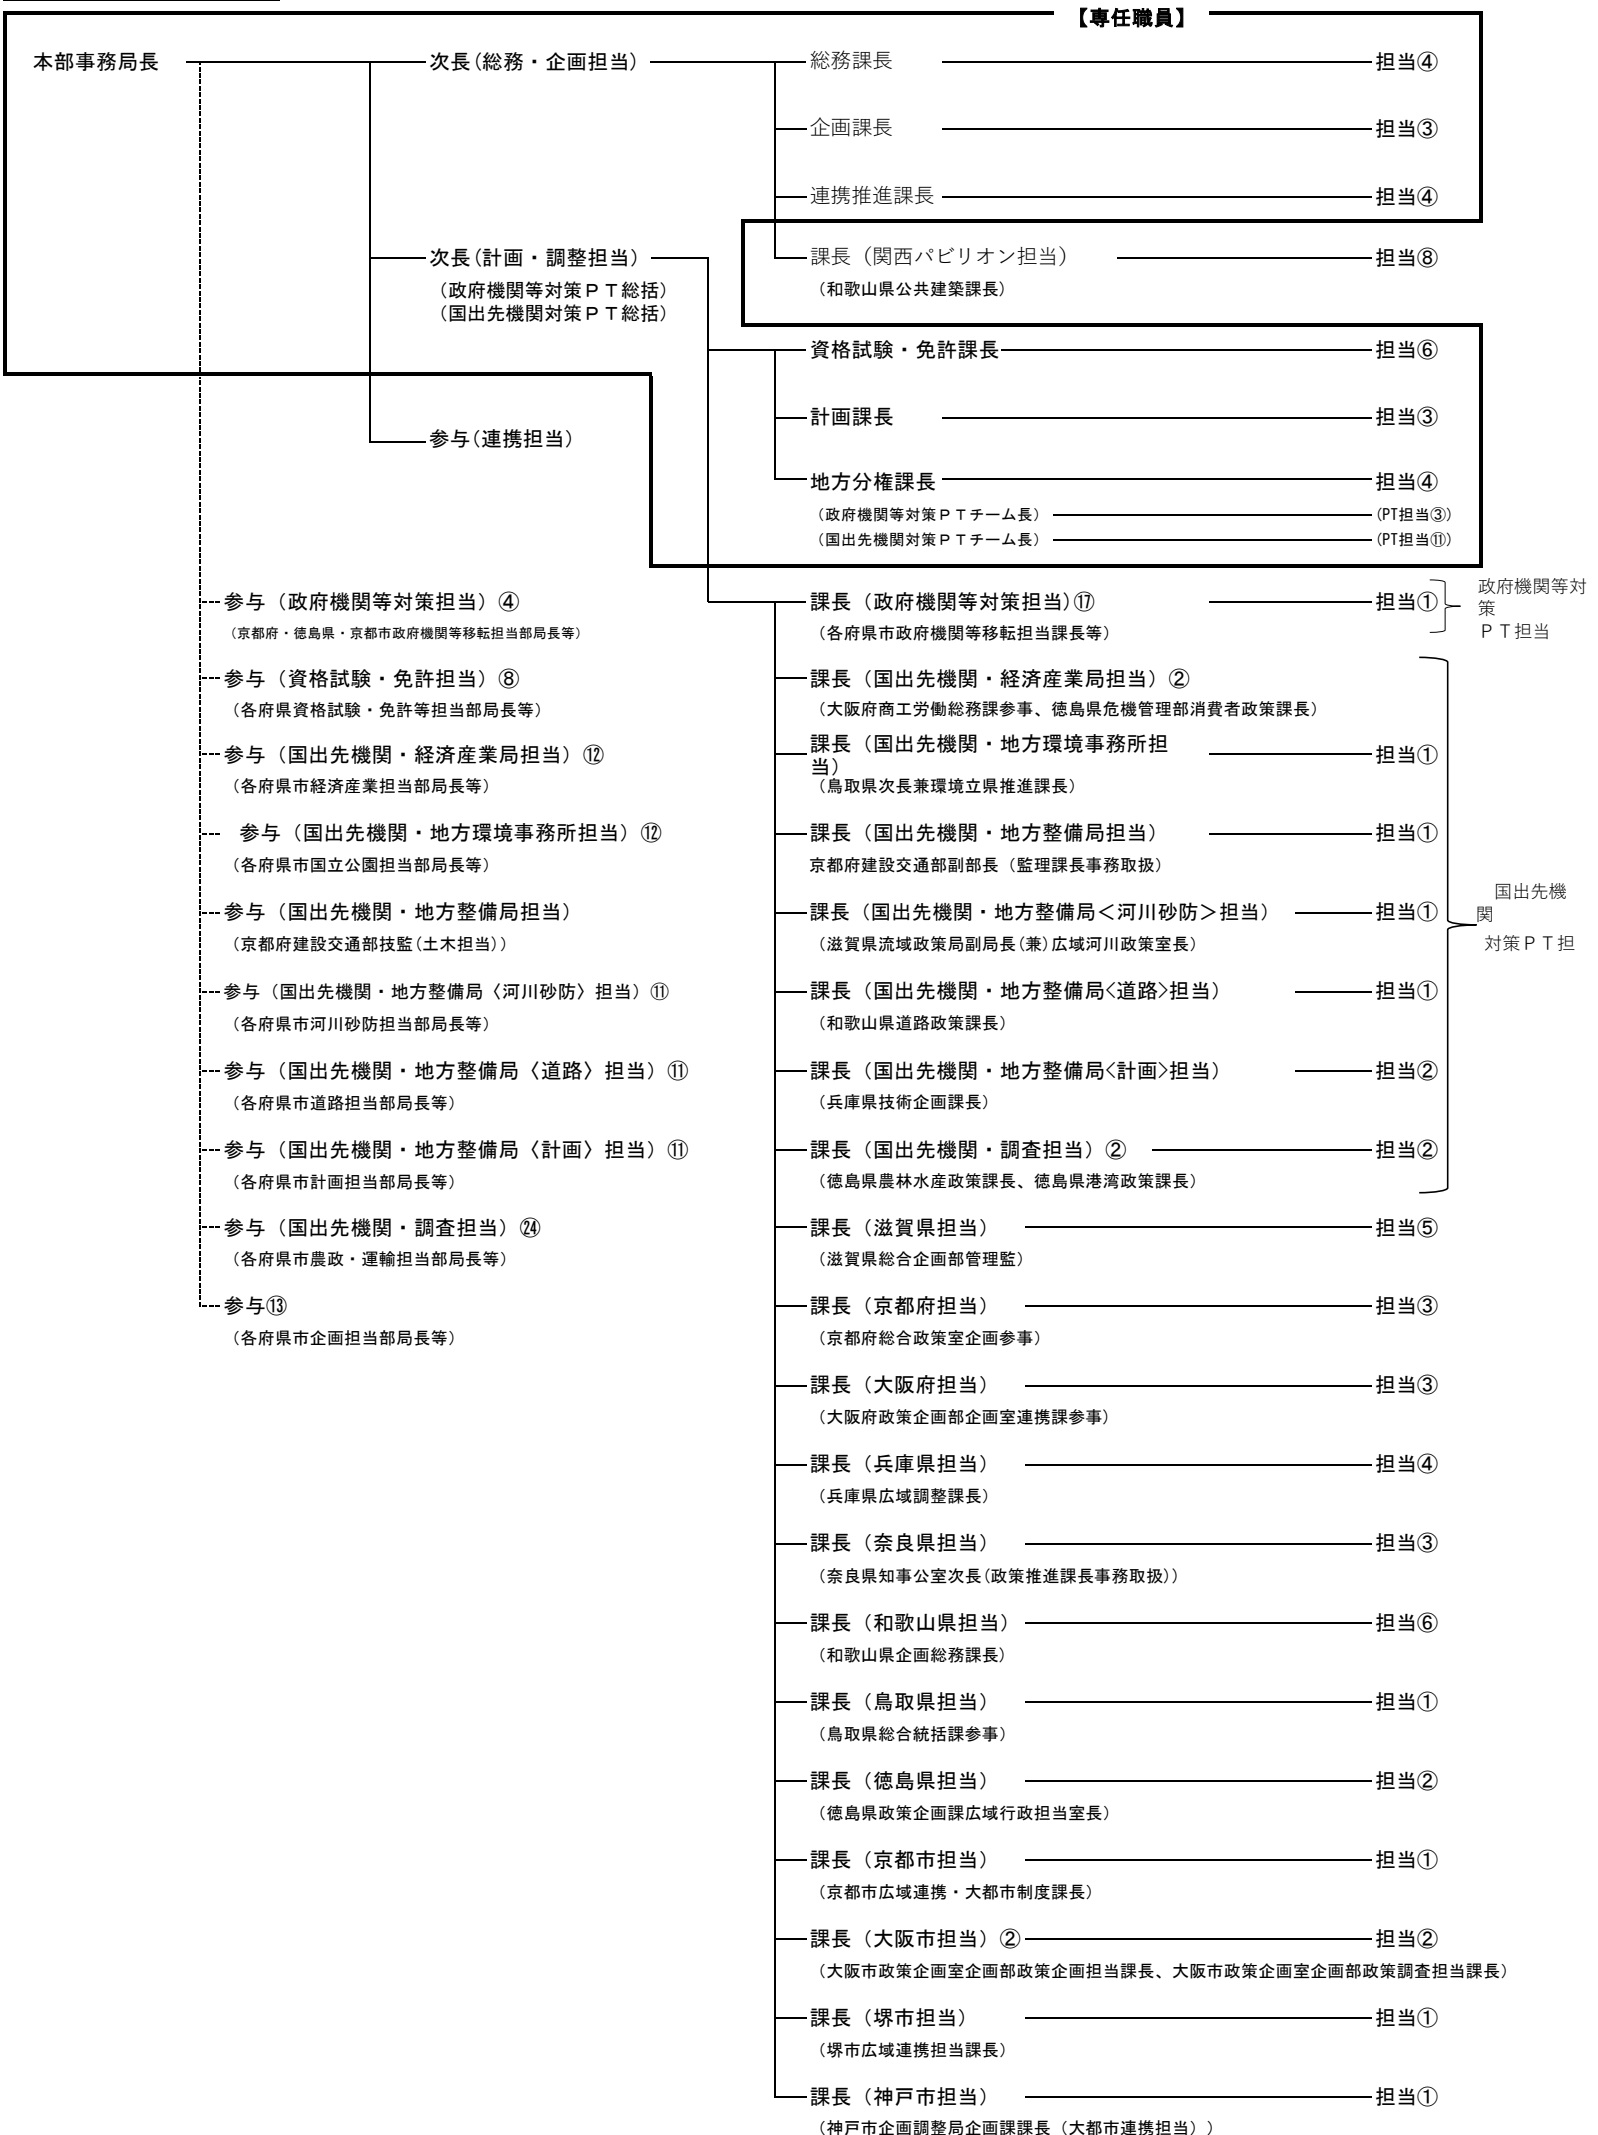 【専任職員】
本部事務局長
次長(総務・企画担当)
総務課長
担当④
企画課長
担当③
連携推進課長
担当④
次長(計画・調整担当)
(政府機関等対策ＰＴ総括)
(国出先機関対策ＰＴ総括)
課長（関西パビリオン担当）
担当⑧
（和歌山県公共建築課長）
資格試験・免許課長
担当⑥
計画課長
担当③
参与(連携担当)
地方分権課長
担当④
（政府機関等対策ＰＴチーム長）
(PT担当③)
（国出先機関対策ＰＴチーム長）
(PT担当⑪)
参与（政府機関等対策担当）④
（京都府・徳島県・京都市政府機関等移転担当部局長等）
参与（資格試験・免許担当）⑧
（各府県資格試験・免許等担当部局長等）
参与（国出先機関・経済産業局担当）⑫
（各府県市経済産業担当部局長等）
参与（国出先機関・地方環境事務所担当）⑫
（各府県市国立公園担当部局長等）
参与（国出先機関・地方整備局担当）
（京都府建設交通部技監(土木担当)）
参与（国出先機関・地方整備局〈河川砂防〉担当）⑪
（各府県市河川砂防担当部局長等）
参与（国出先機関・地方整備局〈道路〉担当）⑪
（各府県市道路担当部局長等）
参与（国出先機関・地方整備局〈計画〉担当）⑪
（各府県市計画担当部局長等）
参与（国出先機関・調査担当）㉔
（各府県市農政・運輸担当部局長等）
参与⑬
（各府県市企画担当部局長等）
課長（政府機関等対策担当)⑰
担当①
（各府県市政府機関等移転担当課長等）
政府機関等対
策
ＰＴ担当
課長（国出先機関・経済産業局担当）②
（大阪府商工労働総務課参事、徳島県危機管理部消費者政策課長）
課長（国出先機関・地方環境事務所担
当）
担当①
（鳥取県次長兼環境立県推進課長）
課長（国出先機関・地方整備局担当）
担当①
京都府建設交通部副部長（監理課長事務取扱）
課長（国出先機関・地方整備局＜河川砂防＞担当）
担当①
（滋賀県流域政策局副局長(兼)広域河川政策室長）
国出先機
関
対策ＰＴ担
課長（国出先機関・地方整備局<道路>担当）
担当①
（和歌山県道路政策課長）
課長（国出先機関・地方整備局<計画>担当）
担当②
（兵庫県技術企画課長）
課長（国出先機関・調査担当）②
担当②
（徳島県農林水産政策課長、徳島県港湾政策課長）
課長（滋賀県担当）
担当⑤
（滋賀県総合企画部管理監）
課長（京都府担当）
担当③
（京都府総合政策室企画参事）
課長（大阪府担当）
担当③
（大阪府政策企画部企画室連携課参事）
課長（兵庫県担当）
担当④
（兵庫県広域調整課長）
課長（奈良県担当）
担当③
（奈良県知事公室次長(政策推進課長事務取扱)）
課長（和歌山県担当）
担当⑥
（和歌山県企画総務課長）
課長（鳥取県担当）
担当①
（鳥取県総合統括課参事）
課長（徳島県担当）
担当②
（徳島県政策企画課広域行政担当室長）
課長（京都市担当）
担当①
（京都市広域連携・大都市制度課長）
課長（大阪市担当）②
担当②
（大阪市政策企画室企画部政策企画担当課長、大阪市政策企画室企画部政策調査担当課長）
課長（堺市担当）
担当①
（堺市広域連携担当課長）
課長（神戸市担当）
担当①
（神戸市企画調整局企画課課長（大都市連携担当））